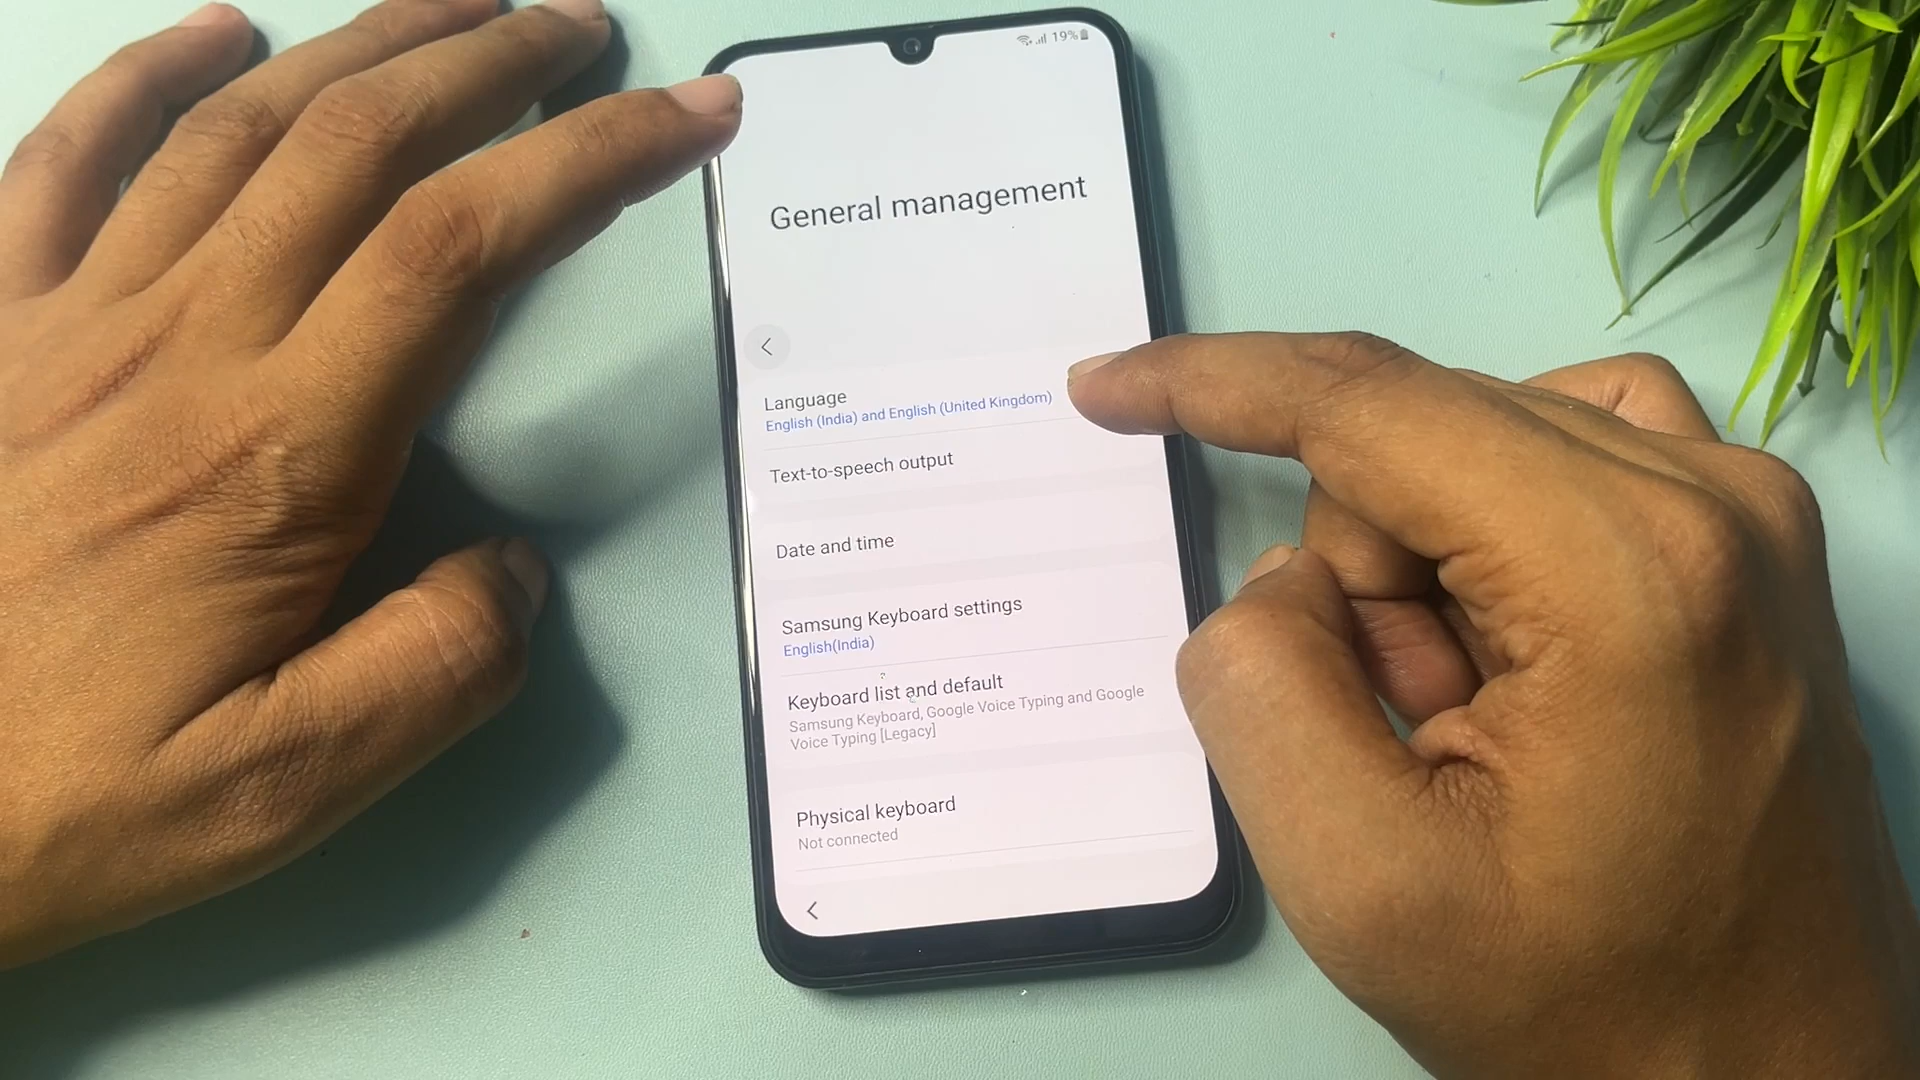 19%
General management
Language
English (India) and English (United Kingdom)
Text-to-speech output
Date and time
Samsung Keyboard settings
English(India)
Keyboard list and default
Samsung Keyboard, Google Voice Typing and Google
Voice Typing [Legacy]
Physical keyboard
Not connected